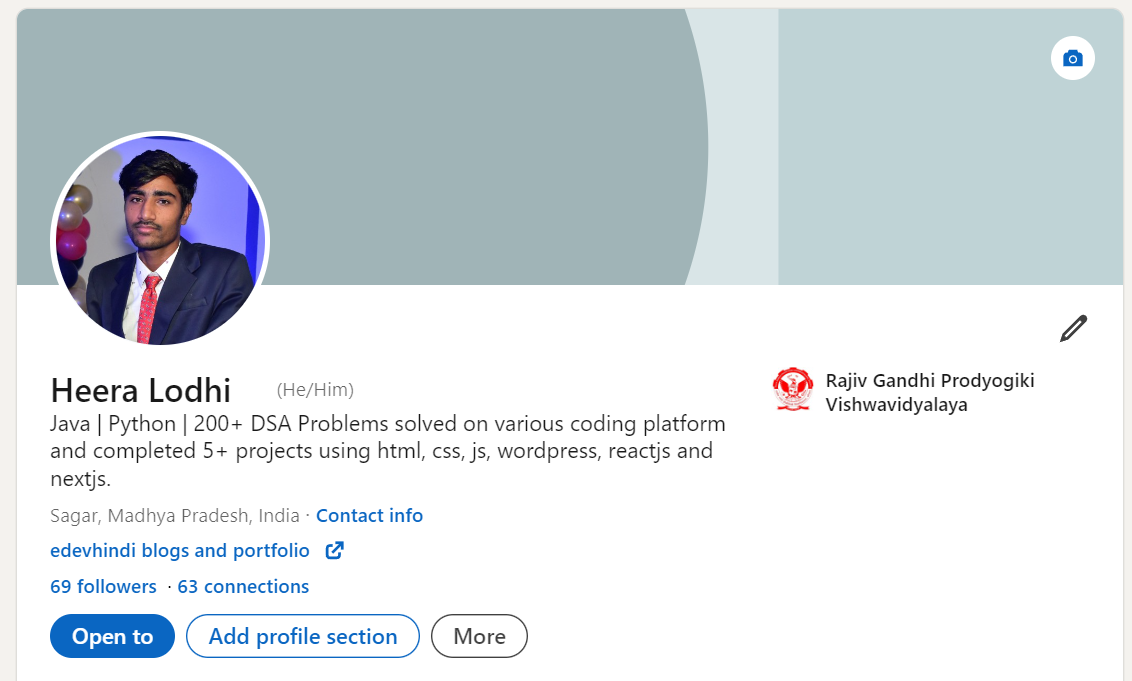 Heera Lodhi (He/Him)
Java | Python | 200+ DSA Problems solved on various coding platform
and completed 5+ projects using html, css, js, wordpress, reactjs and
nextjs.
Sagar, Madhya Pradesh, India · Contact info
edevhindi blogs and portfolio
69 followers · 63 connections
Open to
Add profile section
More
Rajiv Gandhi Prodyogiki
Vishwavidyalaya